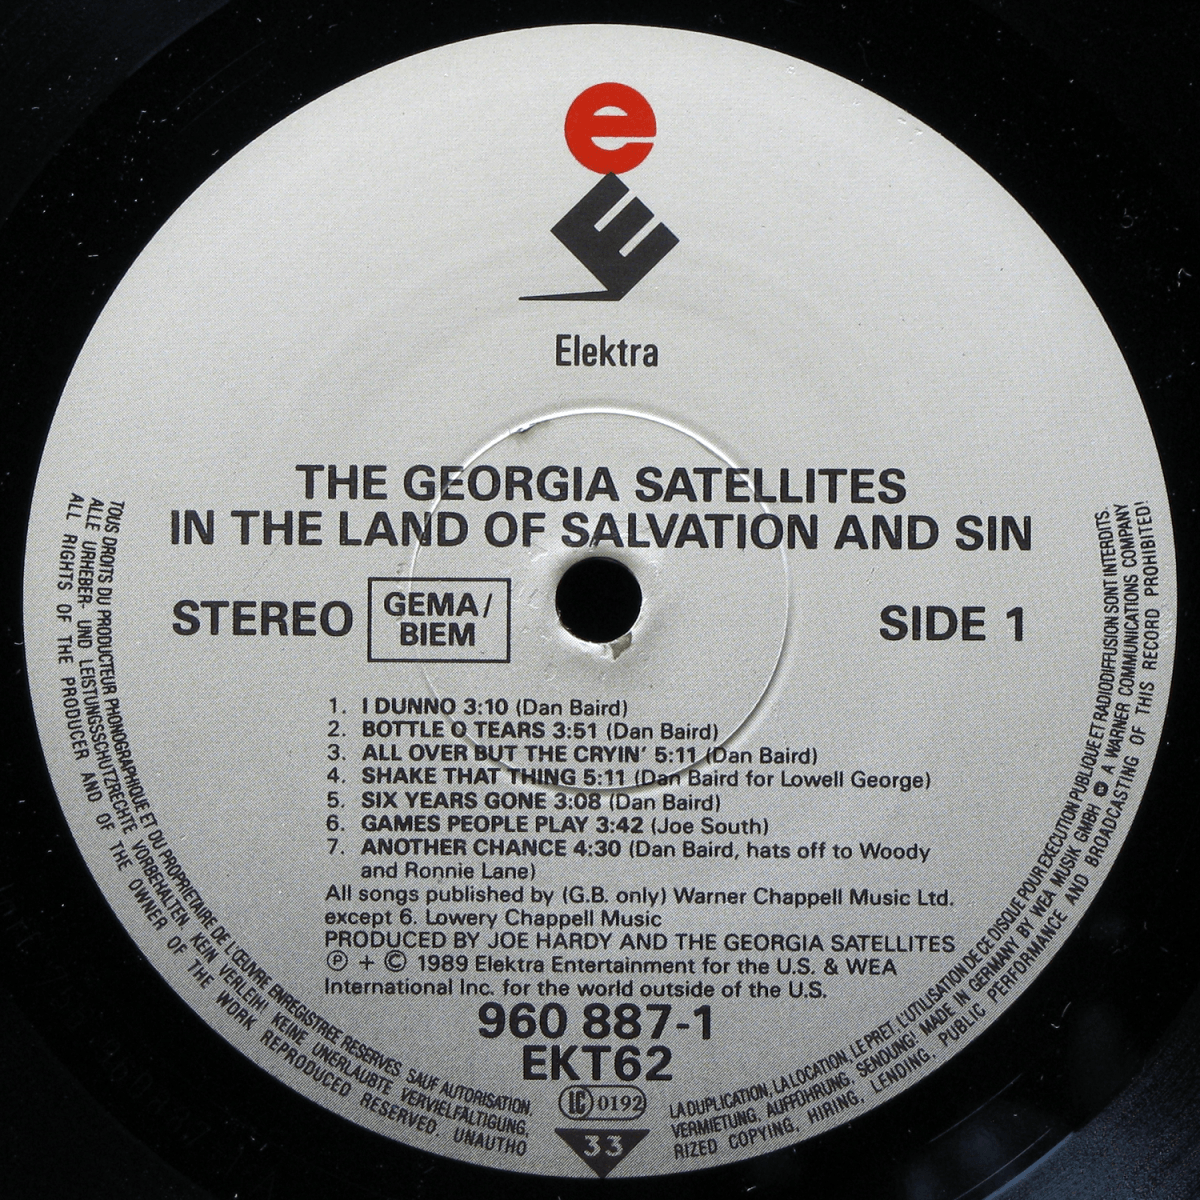 e
E
Elektra
THE GEORGIA SATELLITES
IN THE LAND OF SALVATION AND SIN
STEREO
GEMA/
BIEM
SIDE 1
1. I DUNNO 3:10 (Dan Baird)
2. BOTTLE O TEARS 3:51 (Dan Baird)
3. ALL OVER BUT THE CRYIN' 5:11 (Dan Baird)
4. SHAKE THAT THING 5:11 (Dan Baird for Lowell George)
5. SIX YEARS GONE 3:08 (Dan Baird)
6. GAMES PEOPLE PLAY 3:42 (Joe South)
7. ANOTHER CHANCE 4:30 (Dan Baird, hats off to Woody
and Ronnie Lane)
All songs published by (G.B. only) Warner Chappell Music Ltd.
except 6. Lowery Chappell Music
PRODUCED BY JOE HARDY AND THE GEORGIA SATELLITES
Ⓟ + © 1989 Elektra Entertainment for the U.S. & WEA
International Inc. for the world outside of the U.S.
960 887-1
EKT62
LC 0192
33
TOUS DROITS DU PRODUCTEUR PHONOGRAPHIQUE ET DU PROPRIETAIRE DE L'ŒUVRE ENREGISTREE RESERVES. SAUF AUTORISATION,
LA DUPLICATION, LA LOCATION, LE PRET, L'UTILISATION DE CE DISQUE POUR EXECUTION PUBLIQUE ET RADIODIFFUSION SONT INTERDITS.
ALLE URHEBER- UND LEISTUNGSSCHUTZRECHTE VORBEHALTEN. KEIN VERLEIH! KEINE UNERLAUBTE VERVIELFÄLTIGUNG,
VERMIETUNG, AUFFÜHRUNG, SENDUNG! MADE IN GERMANY BY WEA MUSIK GMBH A WARNER COMMUNICATIONS COMPANY
ALL RIGHTS OF THE PRODUCER AND OF THE OWNER OF THE WORK REPRODUCED RESERVED. UNAUTHO
RIZED COPYING, HIRING, LENDING, PUBLIC PERFORMANCE AND BROADCASTING OF THIS RECORD PROHIBITED!